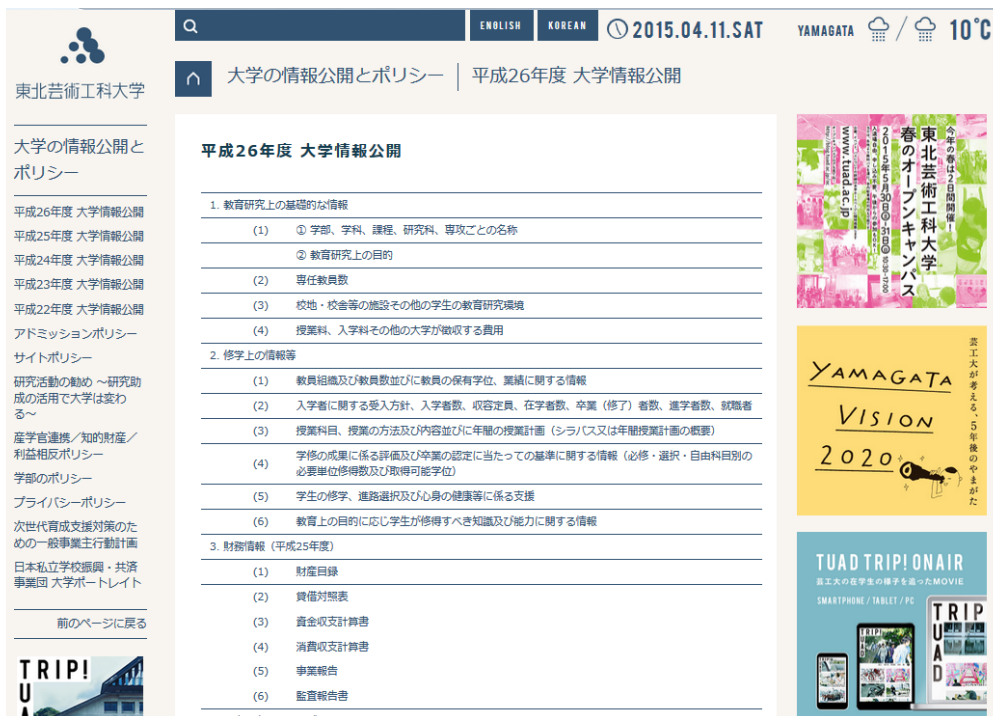 ENGLISH
KOREAN
2015.04.11.SAT
YAMAGATA
10℃
東北芸術工科大学
大学の情報公開とポリシー
平成26年度 大学情報公開
大学の情報公開と
ポリシー
平成26年度 大学情報公開
平成25年度 大学情報公開
平成24年度 大学情報公開
平成23年度 大学情報公開
平成22年度 大学情報公開
アドミッションポリシー
サイトポリシー
研究活動の勧め ～研究助
成の活用で大学は変わ
る～
産学官連携／知的財産／
利益相反ポリシー
学部のポリシー
プライバシーポリシー
次世代育成支援対策のた
めの一般事業主行動計画
日本私立学校振興・共済
事業団 大学ポートレイト
前のページに戻る
TRIP!
平成26年度 大学情報公開
1. 教育研究上の基礎的な情報
(1) ① 学部、学科、課程、研究科、専攻ごとの名称
② 教育研究上の目的
(2) 専任教員数
(3) 校地・校舎等の施設その他の学生の教育研究環境
(4) 授業料、入学料その他の大学が徴収する費用
2. 修学上の情報等
(1) 教員組織及び教員数並びに教員の保有学位、業績に関する情報
(2) 入学者に関する受入方針、入学者数、収容定員、在学者数、卒業（修了）者数、進学者数、就職者
(3) 授業科目、授業の方法及び内容並びに年間の授業計画（シラバス又は年間授業計画の概要）
(4) 学修の成果に係る評価及び卒業の認定に当たっての基準に関する情報（必修・選択・自由科目別の
必要単位修得数及び取得可能学位）
(5) 学生の修学、進路選択及び心身の健康等に係る支援
(6) 教育上の目的に応じ学生が修得すべき知識及び能力に関する情報
3. 財務情報（平成25年度）
(1) 財産目録
(2) 貸借対照表
(3) 資金収支計算書
(4) 消費収支計算書
(5) 事業報告
(6) 監査報告書
今年の春は2日間開催！
東北芸術工科大学
春のオープンキャンパス
2015年5月30日㊏・31日㊐ 10:30-17:00
www.tuad.ac.jp
芸工大が考える、5年後のやまがた
YAMAGATA
VISION
2020
TUAD TRIP! ONAIR
芸工大の在学生の様子を追ったMOVIE
SMARTPHONE / TABLET / PC
TRIP
TUAD